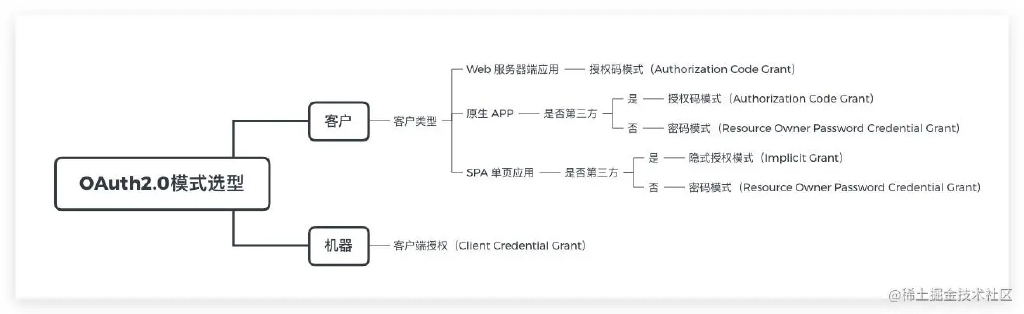 OAuth2.0模式选型
客户
客户类型
Web 服务器端应用
授权码模式（Authorization Code Grant）
原生 APP
是否第三方
是
授权码模式（Authorization Code Grant）
否
密码模式（Resource Owner Password Credential Grant）
SPA 单页应用
是否第三方
是
隐式授权模式（Implicit Grant）
否
密码模式（Resource Owner Password Credential Grant）
机器
客户端授权（Client Credential Grant）
@稀土掘金技术社区